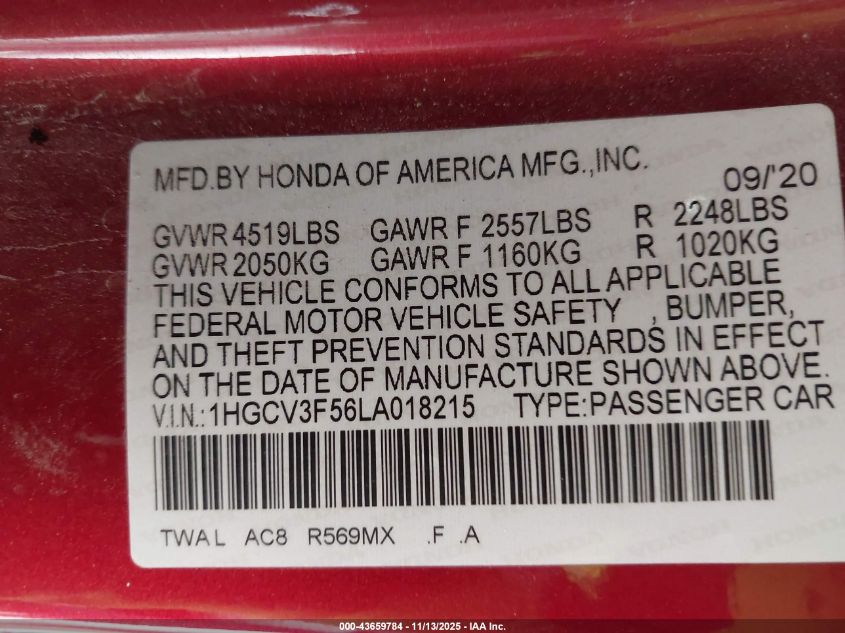 MFD.BY HONDA OF AMERICA MFG.,INC. 09/'20
GVWR 4519LBS GAWR F 2557LBS R 2248LBS
GVWR 2050KG GAWR F 1160KG R 1020KG
THIS VEHICLE CONFORMS TO ALL APPLICABLE
FEDERAL MOTOR VEHICLE SAFETY , BUMPER,
AND THEFT PREVENTION STANDARDS IN EFFECT
ON THE DATE OF MANUFACTURE SHOWN ABOVE.
V.I.N.:1HGCV3F56LA018215 TYPE:PASSENGER CAR
TWAL AC8 R569MX .F .A
000-43659784 - 11/13/2025 - IAA Inc.